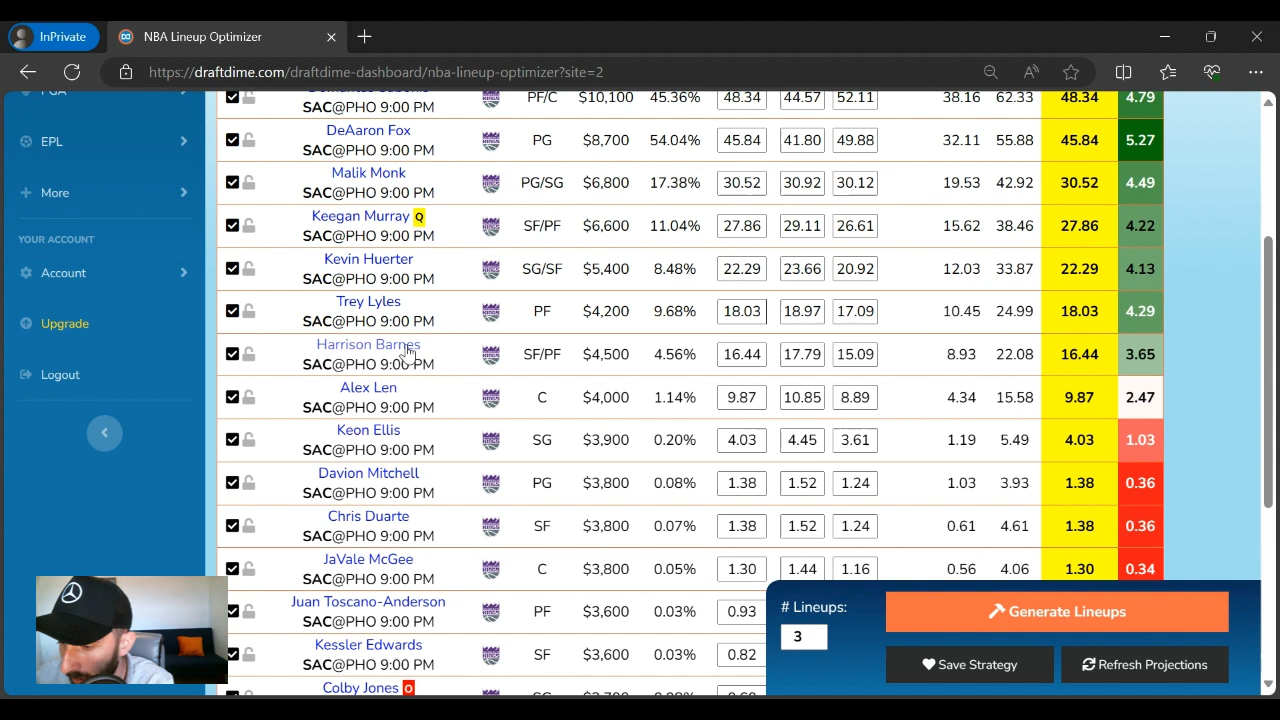 InPrivate
NBA Lineup Optimizer
https://draftdime.com/draftdime-dashboard/nba-lineup-optimizer?site=2
EPL
More
YOUR ACCOUNT
Account
Upgrade
Logout
SAC@PHO 9:00 PM PF/C $10,100 45.36% 48.34 44.57 52.11 38.16 62.33 48.34 4.79
DeAaron Fox
SAC@PHO 9:00 PM PG $8,700 54.04% 45.84 41.80 49.88 32.11 55.88 45.84 5.27
Malik Monk
SAC@PHO 9:00 PM PG/SG $6,800 17.38% 30.52 30.92 30.12 19.53 42.92 30.52 4.49
Keegan Murray Q
SAC@PHO 9:00 PM SF/PF $6,600 11.04% 27.86 29.11 26.61 15.62 38.46 27.86 4.22
Kevin Huerter
SAC@PHO 9:00 PM SG/SF $5,400 8.48% 22.29 23.66 20.92 12.03 33.87 22.29 4.13
Trey Lyles
SAC@PHO 9:00 PM PF $4,200 9.68% 18.03 18.97 17.09 10.45 24.99 18.03 4.29
Harrison Barnes
SAC@PHO 9:00 PM SF/PF $4,500 4.56% 16.44 17.79 15.09 8.93 22.08 16.44 3.65
Alex Len
SAC@PHO 9:00 PM C $4,000 1.14% 9.87 10.85 8.89 4.34 15.58 9.87 2.47
Keon Ellis
SAC@PHO 9:00 PM SG $3,900 0.20% 4.03 4.45 3.61 1.19 5.49 4.03 1.03
Davion Mitchell
SAC@PHO 9:00 PM PG $3,800 0.08% 1.38 1.52 1.24 1.03 3.93 1.38 0.36
Chris Duarte
SAC@PHO 9:00 PM SF $3,800 0.07% 1.38 1.52 1.24 0.61 4.61 1.38 0.36
JaVale McGee
SAC@PHO 9:00 PM C $3,800 0.05% 1.30 1.44 1.16 0.56 4.06 1.30 0.34
Juan Toscano-Anderson
SAC@PHO 9:00 PM PF $3,600 0.03% 0.93
Kessler Edwards
SAC@PHO 9:00 PM SF $3,600 0.03% 0.82
Colby Jones O
# Lineups:
3
Generate Lineups
Save Strategy
Refresh Projections